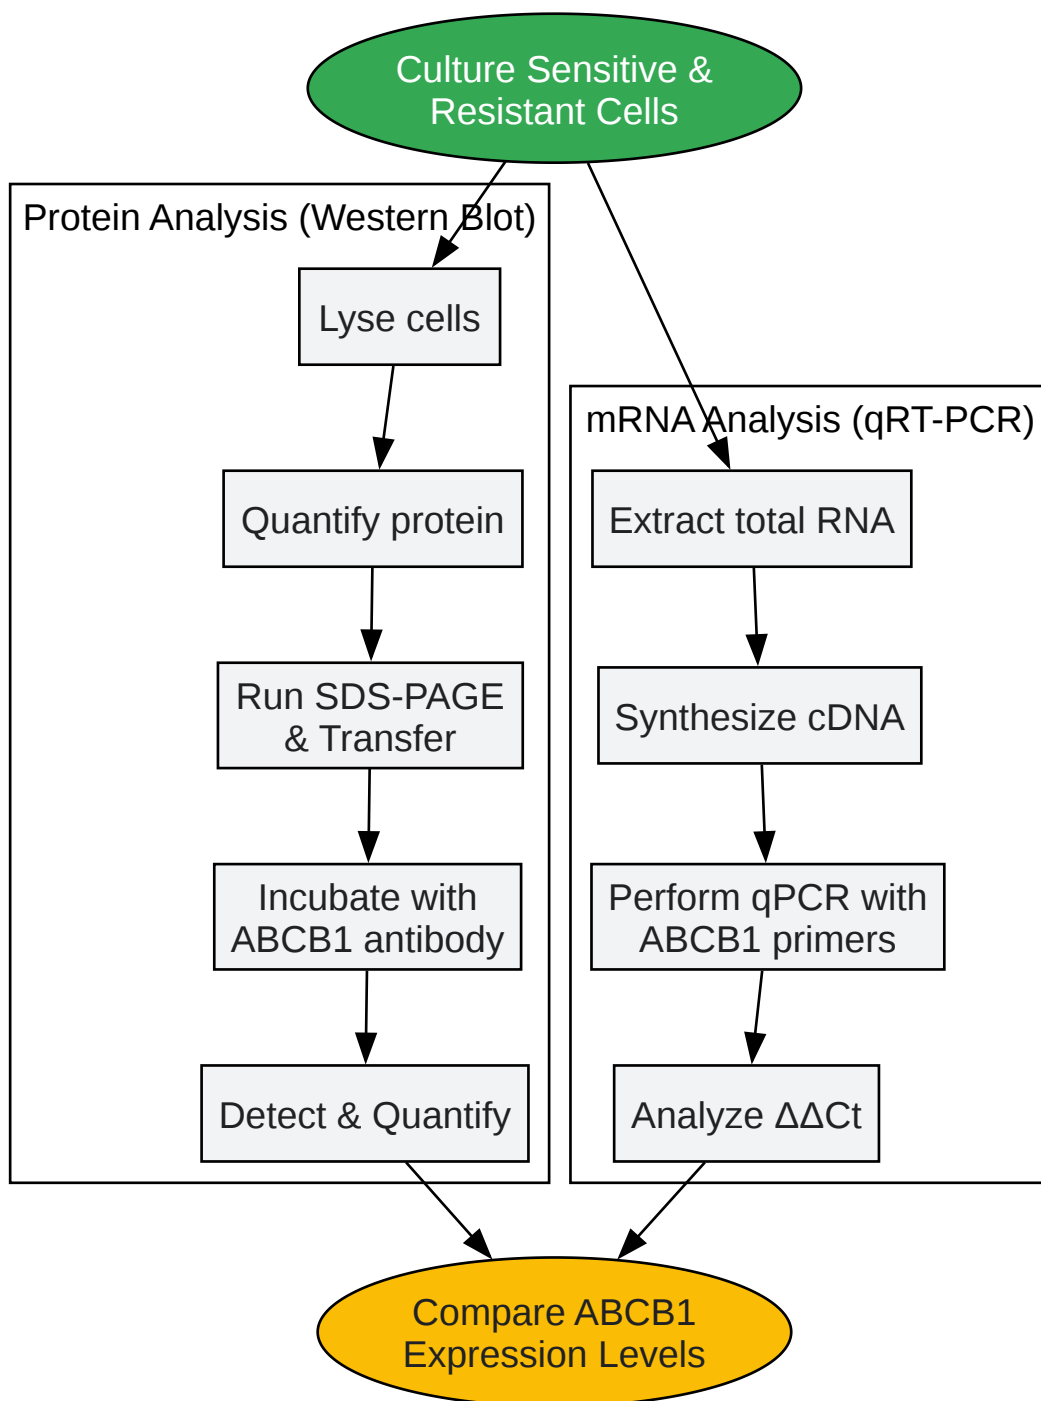 Culture Sensitive &
Resistant Cells
Protein Analysis (Western Blot)
Lyse cells
Quantify protein
Run SDS-PAGE
& Transfer
Incubate with
ABCB1 antibody
Detect & Quantify
mRNA Analysis (qRT-PCR)
Extract total RNA
Synthesize cDNA
Perform qPCR with
ABCB1 primers
Analyze ΔΔCt
Compare ABCB1
Expression Levels